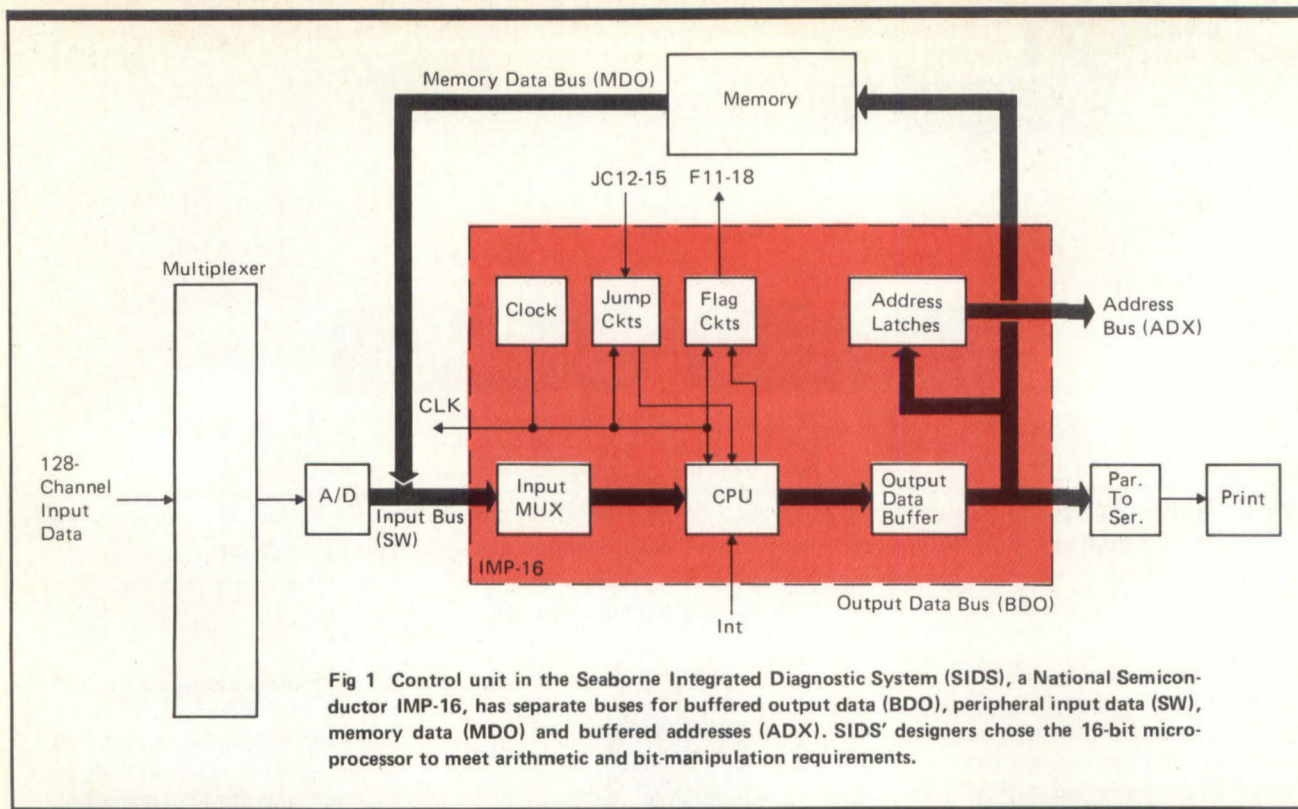 Memory Data Bus (MDO)
Memory
JC12-15
F11-18
Multiplexer
Clock
Jump
Ckts
Flag
Ckts
Address
Latches
Address
Bus (ADX)
CLK
128-
Channel
Input
Data
A/D
Input Bus
(SW)
Input
MUX
CPU
Output
Data
Buffer
Par.
To
Ser.
Print
IMP-16
Output Data Bus (BDO)
Int
Fig 1 Control unit in the Seaborne Integrated Diagnostic System (SIDS), a National Semicon-
ductor IMP-16, has separate buses for buffered output data (BDO), peripheral input data (SW),
memory data (MDO) and buffered addresses (ADX). SIDS' designers chose the 16-bit micro-
processor to meet arithmetic and bit-manipulation requirements.